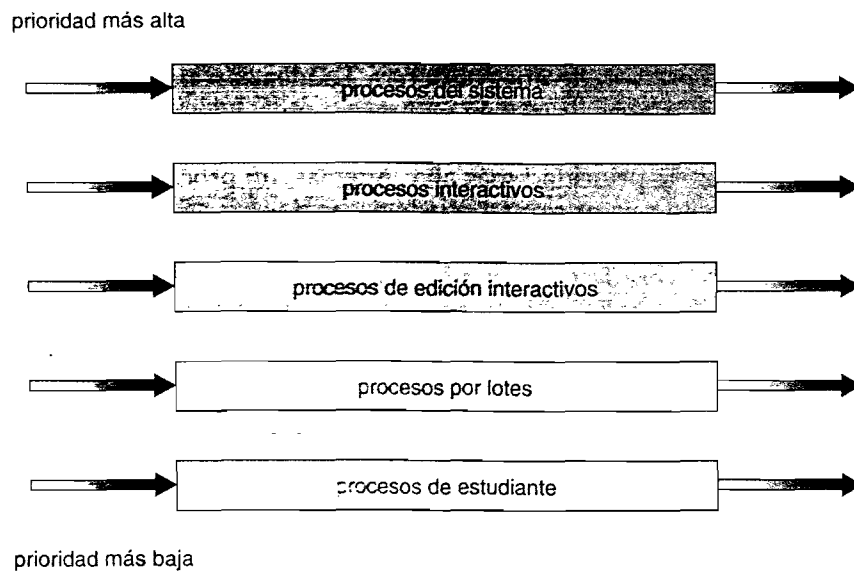 prioridad más alta
procesos del sistema
procesos interactivos
procesos de edición interactivos
procesos por lotes
procesos de estudiante
prioridad más baja